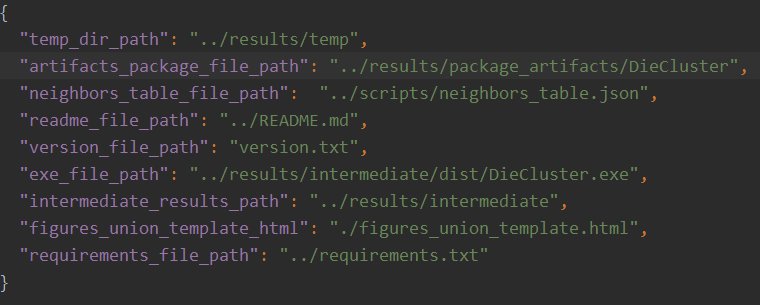 {
  "temp_dir_path": "../results/temp",
  "artifacts_package_file_path": "../results/package_artifacts/DieCluster",
  "neighbors_table_file_path":  "../scripts/neighbors_table.json",
  "readme_file_path": "../README.md",
  "version_file_path": "version.txt",
  "exe_file_path": "../results/intermediate/dist/DieCluster.exe",
  "intermediate_results_path": "../results/intermediate",
  "figures_union_template_html": "./figures_union_template.html",
  "requirements_file_path": "../requirements.txt"
}